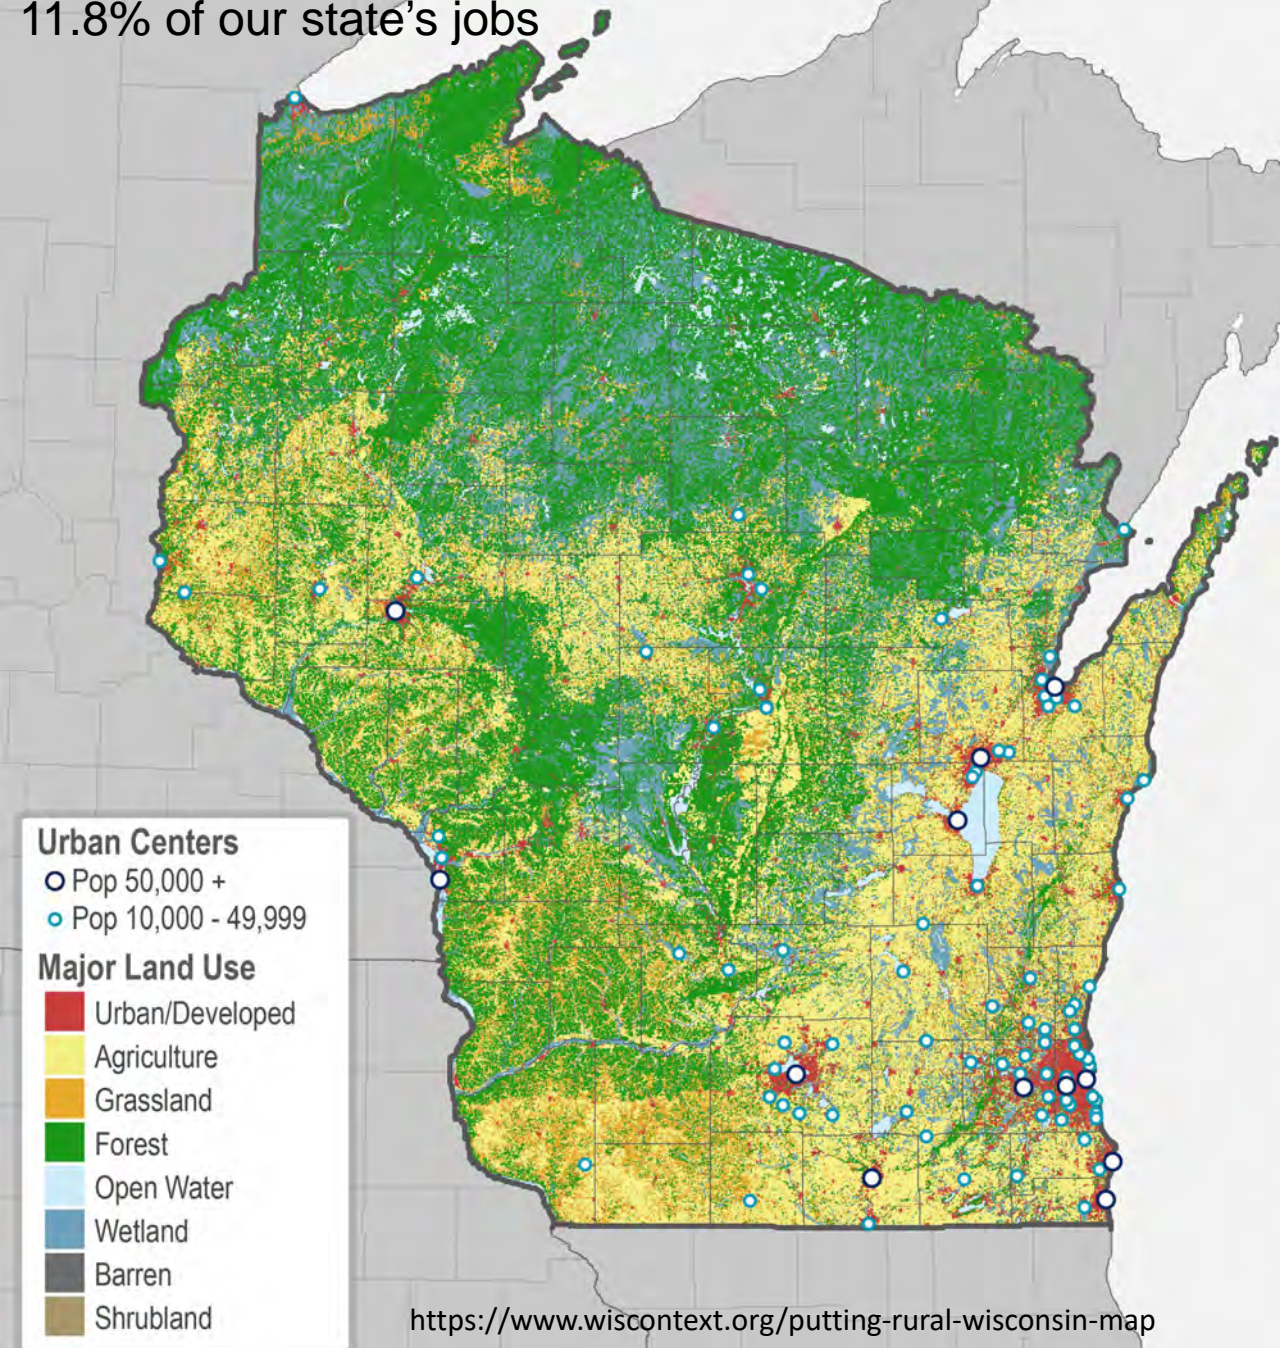 11.8% of our state’s jobs
Urban Centers
Pop 50,000 +
Pop 10,000 - 49,999
Major Land Use
Urban/Developed
Agriculture
Grassland
Forest
Open Water
Wetland
Barren
Shrubland
https://www.wiscontext.org/putting-rural-wisconsin-map